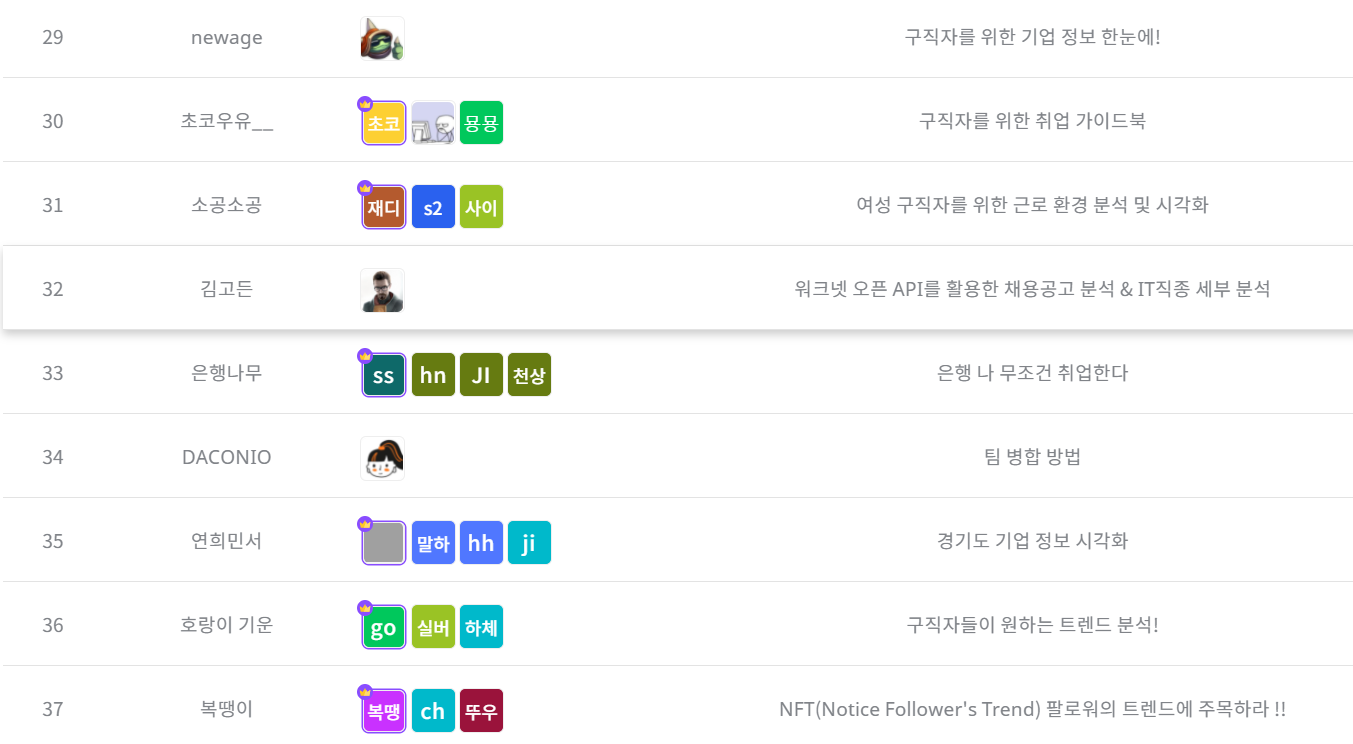 29 newage 구직자를 위한 기업 정보 한눈에!
30 초코우유__ 초코 묭묭 구직자를 위한 취업 가이드북
31 소공소공 재디 s2 사이 여성 구직자를 위한 근로 환경 분석 및 시각화
32 김고든 워크넷 오픈 API를 활용한 채용공고 분석 & IT직종 세부 분석
33 은행나무 ss hn JI 천상 은행 나 무조건 취업한다
34 DACONIO 팀 병합 방법
35 연희민서 말하 hh ji 경기도 기업 정보 시각화
36 호랑이 기운 go 실버 하체 구직자들이 원하는 트렌드 분석!
37 복땡이 복땡 ch 뚜우 NFT(Notice Follower's Trend) 팔로워의 트렌드에 주목하라 !!